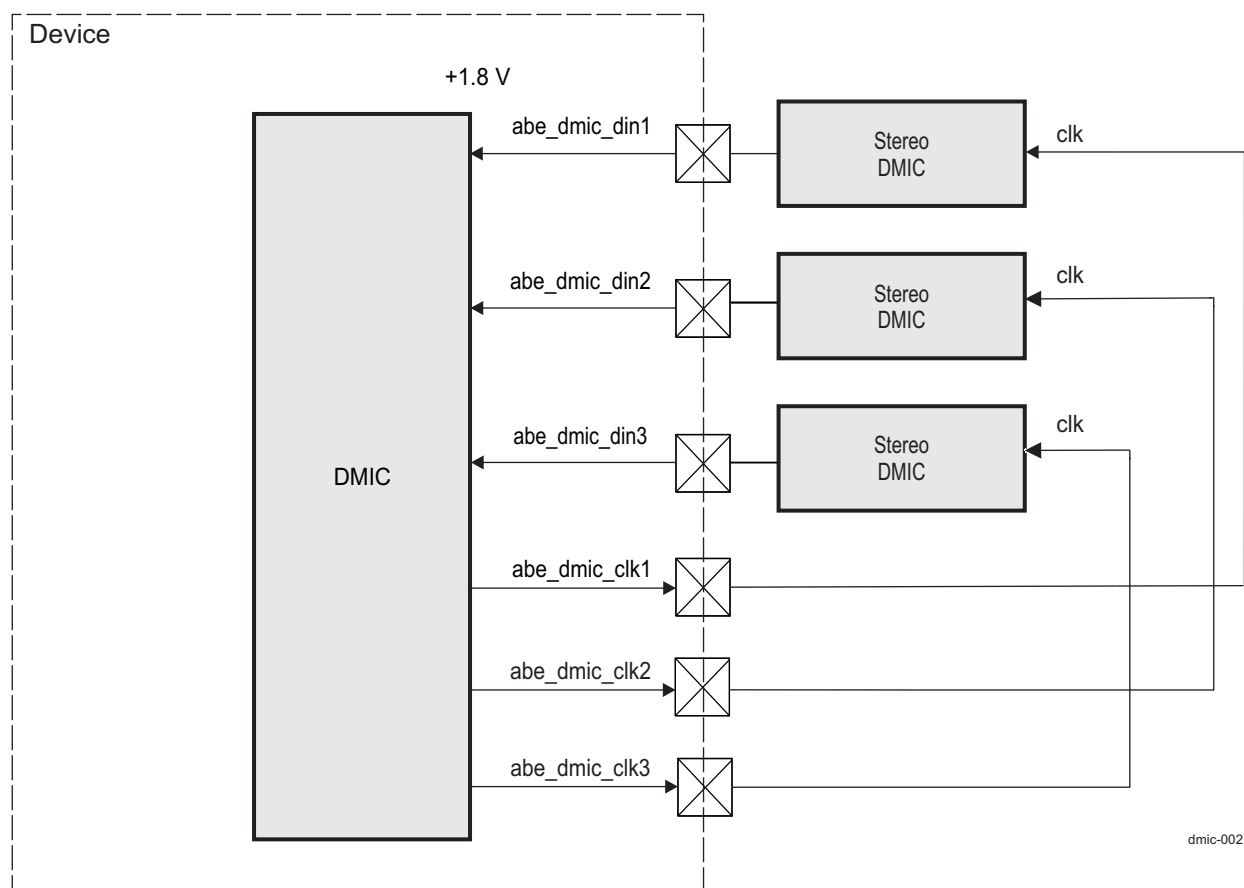 Device
+1.8 V
abe_dmic_din1
Stereo
DMIC
clk
abe_dmic_din2
Stereo
DMIC
clk
abe_dmic_din3
Stereo
DMIC
clk
DMIC
abe_dmic_clk1
abe_dmic_clk2
abe_dmic_clk3
dmic-002